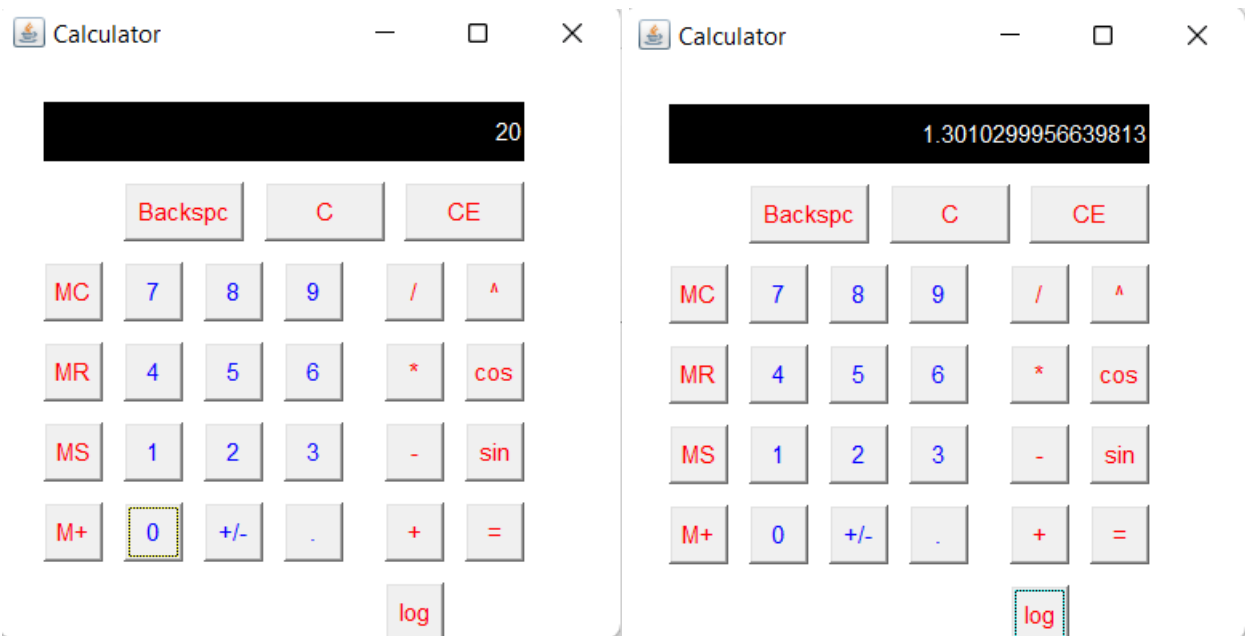 Calculator
20
Backspc C CE
MC 7 8 9 / ^
MR 4 5 6 * cos
MS 1 2 3 - sin
M+ 0 +/- . + =
log
Calculator
1.3010299956639813
Backspc C CE
MC 7 8 9 / ^
MR 4 5 6 * cos
MS 1 2 3 - sin
M+ 0 +/- . + =
log